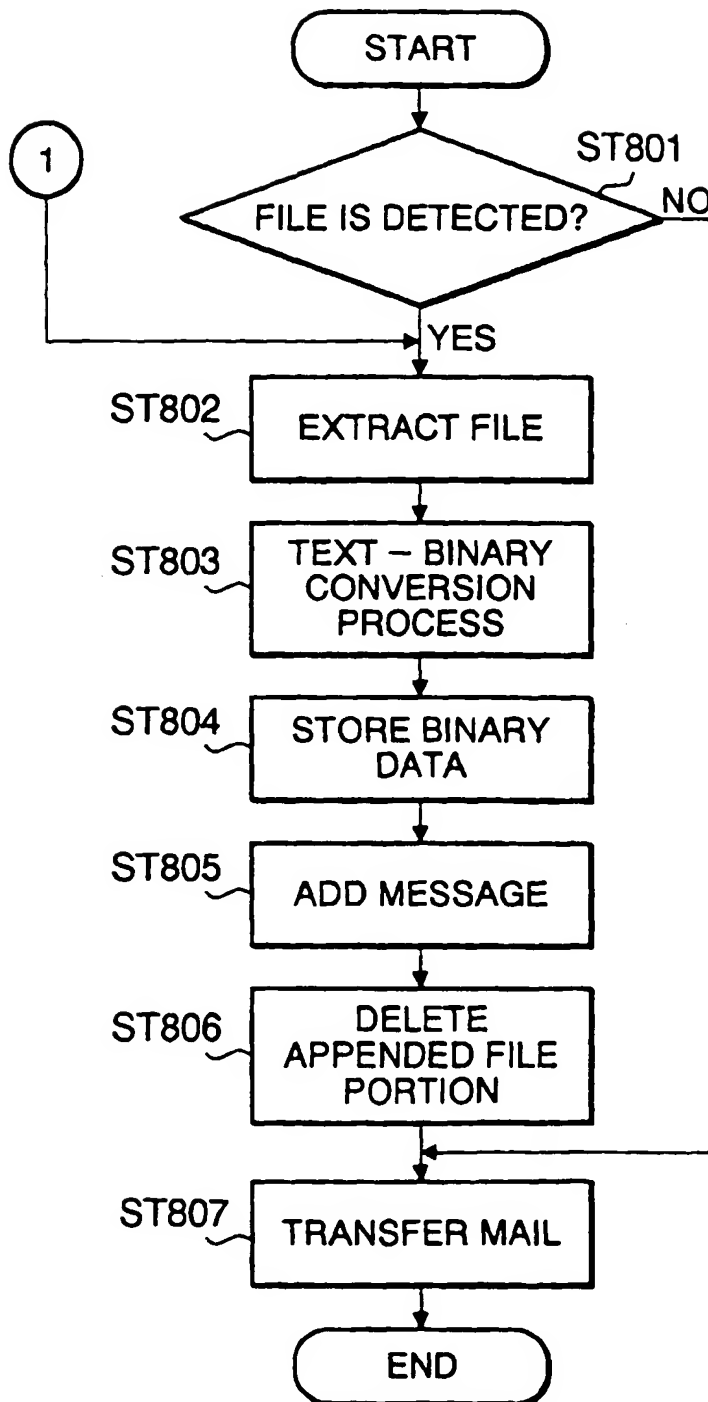 START
1
ST801
FILE IS DETECTED?
NO
YES
ST802
EXTRACT FILE
ST803
TEXT – BINARY
CONVERSION
PROCESS
ST804
STORE BINARY
DATA
ST805
ADD MESSAGE
ST806
DELETE
APPENDED FILE
PORTION
ST807
TRANSFER MAIL
END